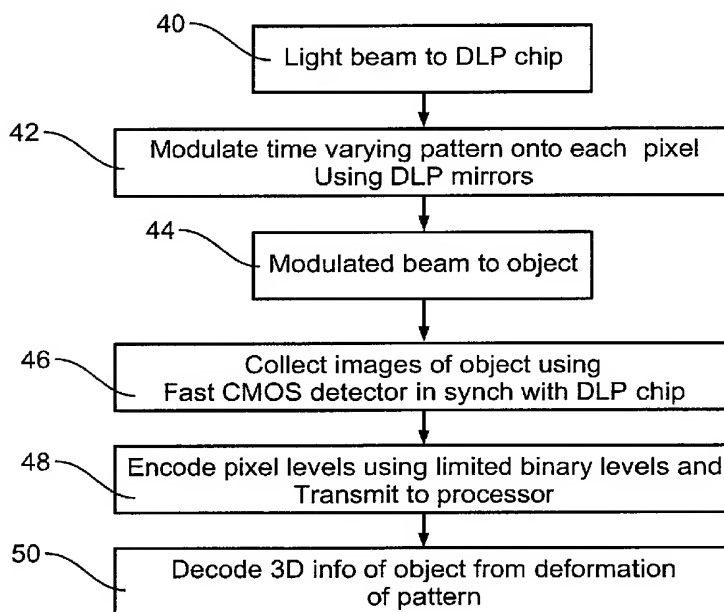 40
Light beam to DLP chip
42
Modulate time varying pattern onto each pixel
Using DLP mirrors
44
Modulated beam to object
46
Collect images of object using
Fast CMOS detector in synch with DLP chip
48
Encode pixel levels using limited binary levels and
Transmit to processor
50
Decode 3D info of object from deformation
of pattern